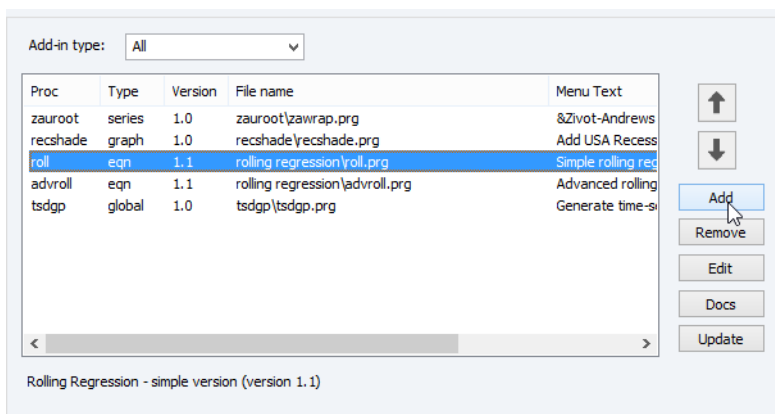 Add-in type: All
Proc Type Version File name Menu Text
zauroot series 1.0 zauroot\zawrap.prg &Zivot-Andrews
recshade graph 1.0 recshade\recshade.prg Add USA Recess
roll eqn 1.1 rolling regression\roll.prg Simple rolling reg
advroll eqn 1.1 rolling regression\advroll.prg Advanced rolling
tsdgp global 1.0 tsdgp\tsdgp.prg Generate time-s
Add
Remove
Edit
Docs
Update
Rolling Regression - simple version (version 1.1)